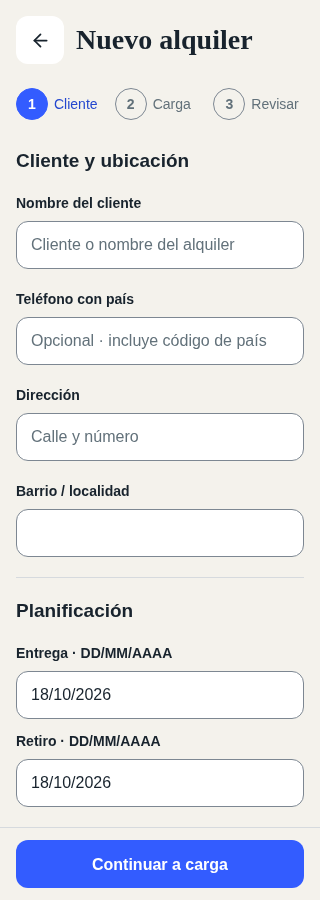 Nuevo alquiler
1 Cliente 2 Carga 3 Revisar
Cliente y ubicación
Nombre del cliente
Cliente o nombre del alquiler
Teléfono con país
Opcional · incluye código de país
Dirección
Calle y número
Barrio / localidad
Planificación
Entrega · DD/MM/AAAA
18/10/2026
Retiro · DD/MM/AAAA
18/10/2026
Continuar a carga